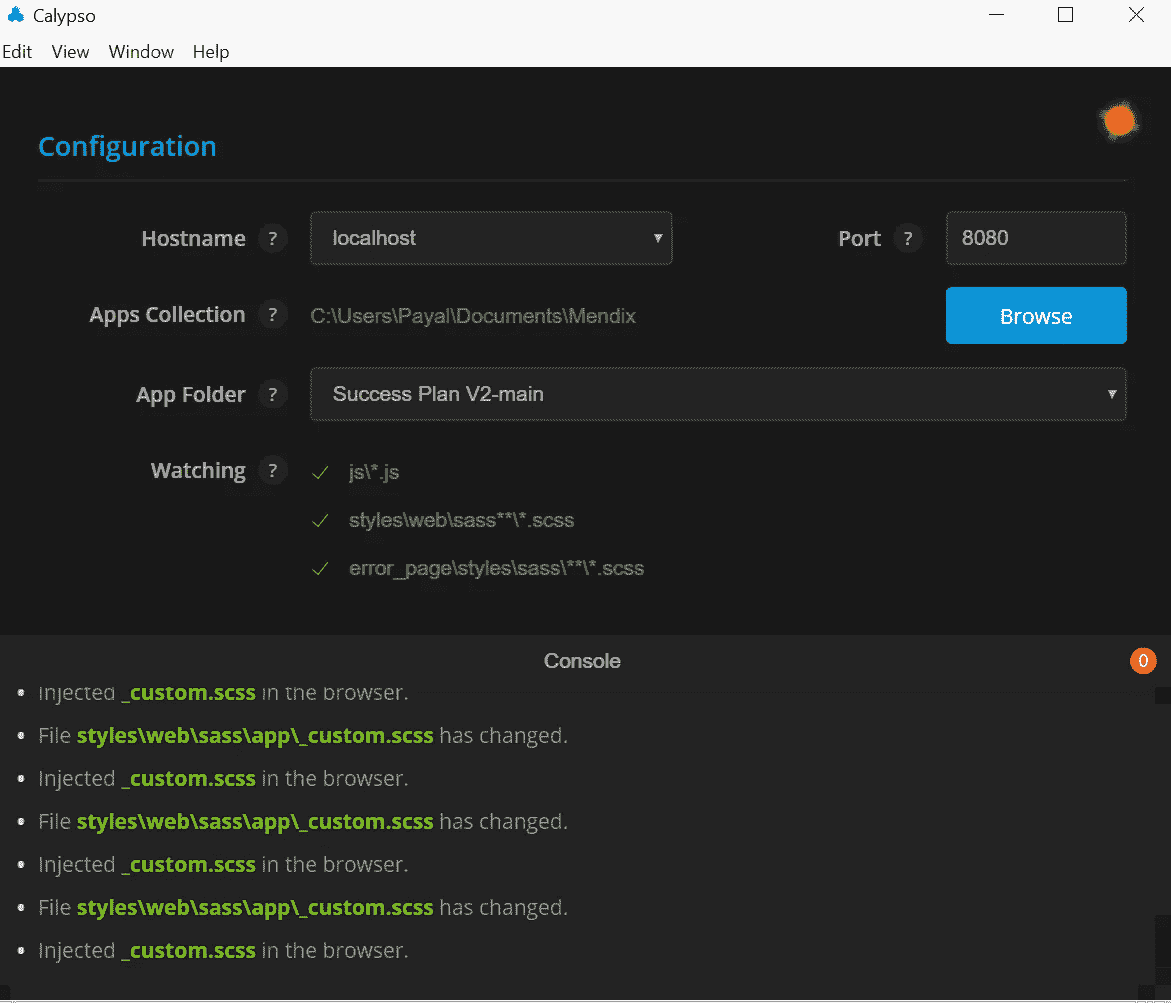 Calypso
Edit View Window Help
Configuration
Hostname ? localhost Port ? 8080
Apps Collection ? C:\Users\Payal\Documents\Mendix Browse
App Folder ? Success Plan V2-main
Watching ? js\*.js
styles\web\sass**\*.scss
error_page\styles\sass\**\*.scss
Console 0
Injected _custom.scss in the browser.
File styles\web\sass\app\_custom.scss has changed.
Injected _custom.scss in the browser.
File styles\web\sass\app\_custom.scss has changed.
Injected _custom.scss in the browser.
File styles\web\sass\app\_custom.scss has changed.
Injected _custom.scss in the browser.